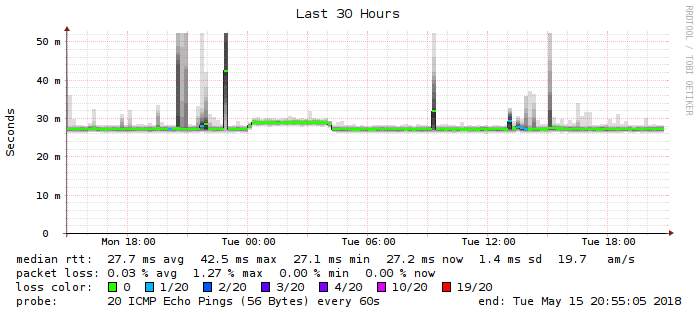 Last 30 Hours
RRDTOOL / TOBI OETIKER
Seconds
50 m
40 m
30 m
20 m
10 m
0
Mon 18:00 Tue 00:00 Tue 06:00 Tue 12:00 Tue 18:00
median rtt: 27.7 ms avg 42.5 ms max 27.1 ms min 27.2 ms now 1.4 ms sd 19.7 am/s
packet loss: 0.03 % avg 1.27 % max 0.00 % min 0.00 % now
loss color: 0 1/20 2/20 3/20 4/20 10/20 19/20
probe: 20 ICMP Echo Pings (56 Bytes) every 60s end: Tue May 15 20:55:05 2018